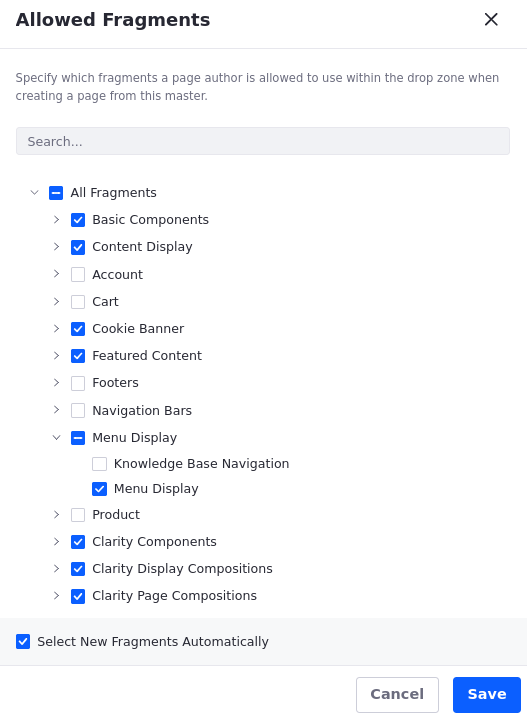 Allowed Fragments
Specify which fragments a page author is allowed to use within the drop zone when
creating a page from this master.
Search...
All Fragments
Basic Components
Content Display
Account
Cart
Cookie Banner
Featured Content
Footers
Navigation Bars
Menu Display
Knowledge Base Navigation
Menu Display
Product
Clarity Components
Clarity Display Compositions
Clarity Page Compositions
Select New Fragments Automatically
Cancel Save